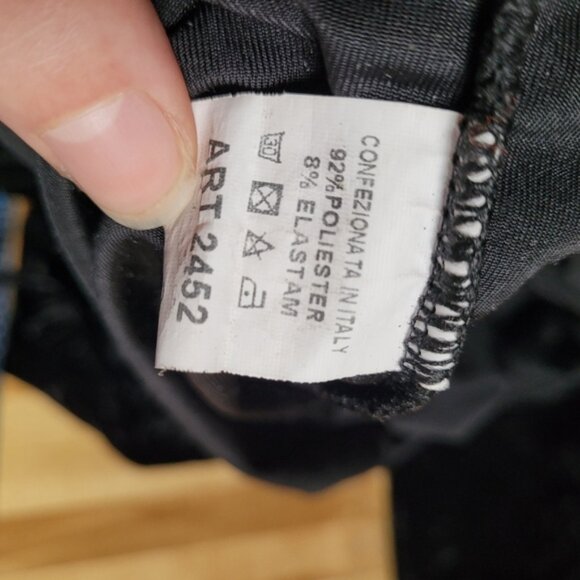 CONFEZIONATA IN ITALY
92% POLIESTER
8% ELASTAM
30
ART 2452